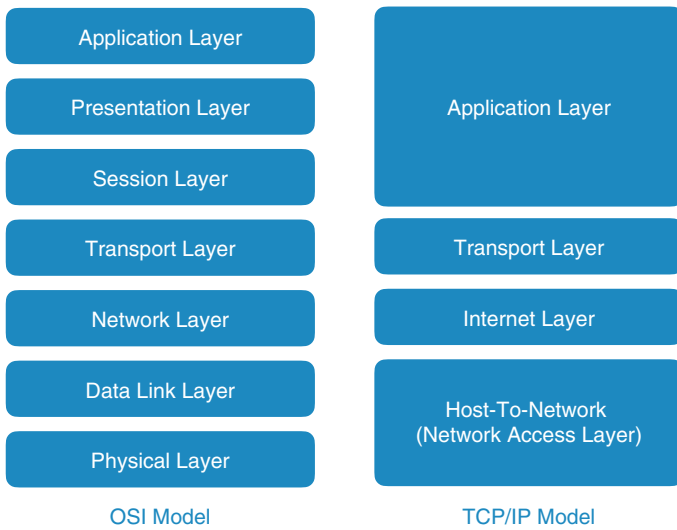 Application Layer
Presentation Layer
Session Layer
Transport Layer
Network Layer
Data Link Layer
Physical Layer
OSI Model
Application Layer
Transport Layer
Internet Layer
Host-To-Network
(Network Access Layer)
TCP/IP Model